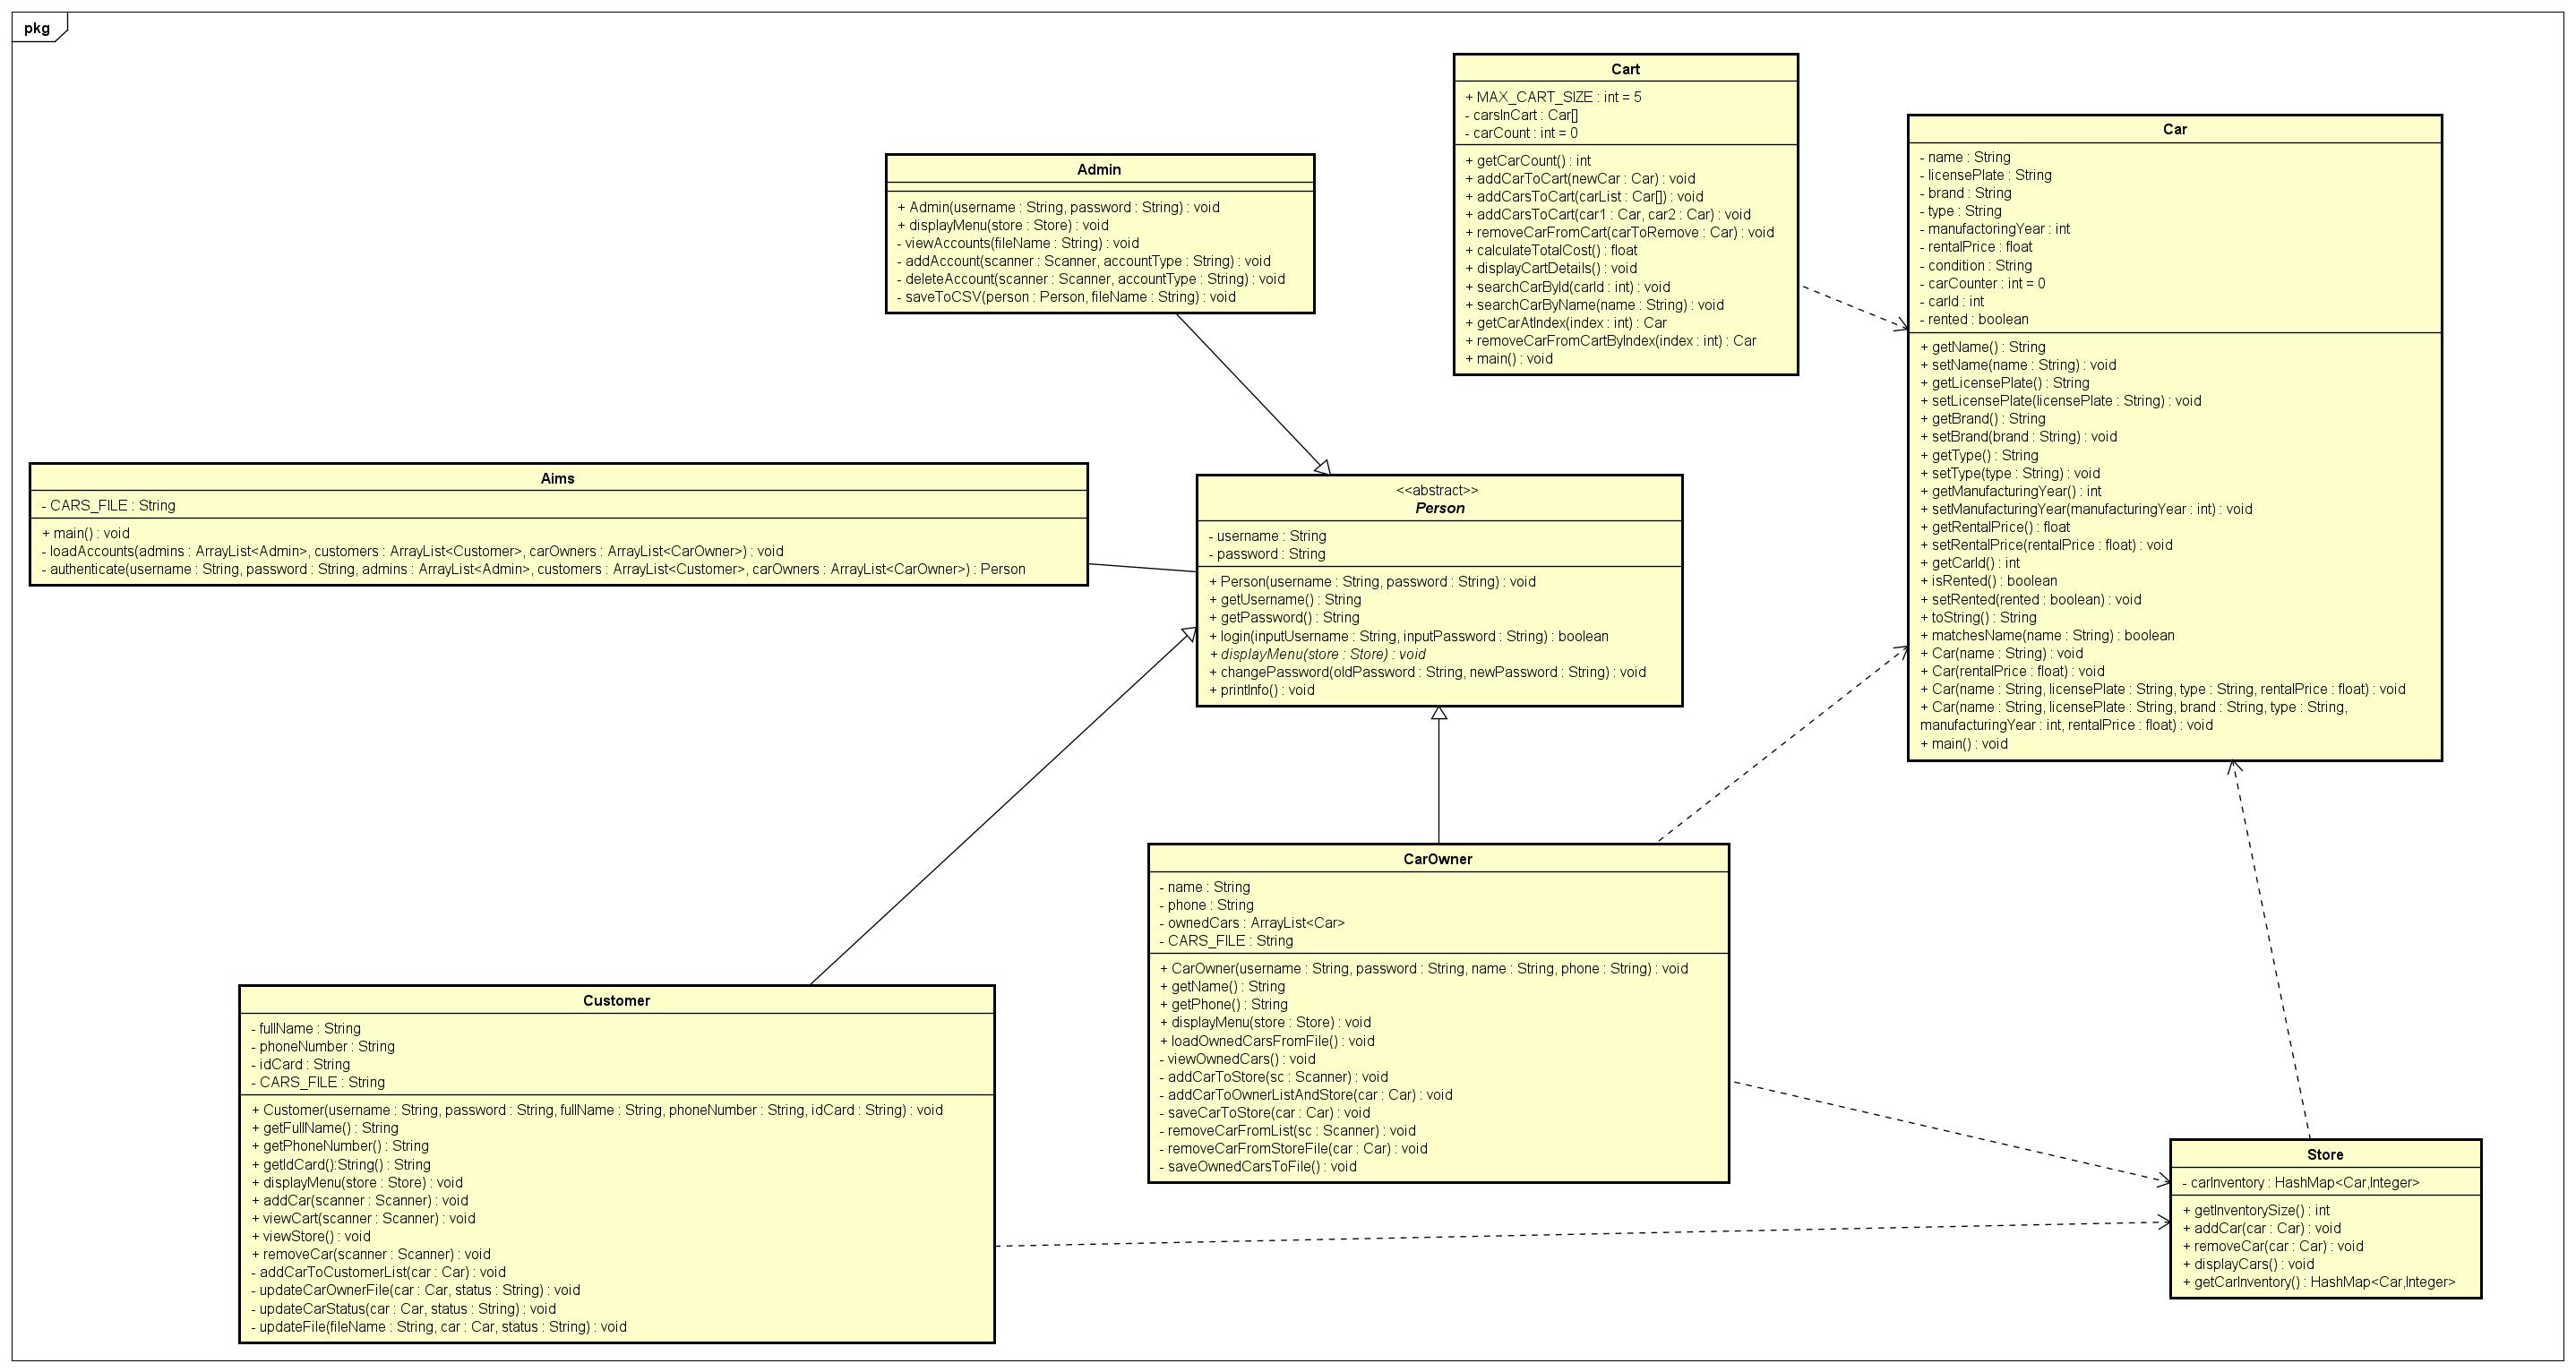 pkg
Cart
+ MAX_CART_SIZE : int = 5
- carsInCart : Car[]
- carCount : int = 0
+ getCarCount() : int
+ addCarToCart(newCar : Car) : void
+ addCarsToCart(carList : Car[]) : void
+ addCarsToCart(car1 : Car, car2 : Car) : void
+ removeCarFromCart(carToRemove : Car) : void
+ calculateTotalCost() : float
+ displayCartDetails() : void
+ searchCarById(carId : int) : void
+ searchCarByName(name : String) : void
+ getCarAtIndex(index : int) : Car
+ removeCarFromCartByIndex(index : int) : Car
+ main() : void
Car
- name : String
- licensePlate : String
- brand : String
- type : String
- manufactoringYear : int
- rentalPrice : float
- condition : String
- carCounter : int = 0
- carId : int
- rented : boolean
+ getName() : String
+ setName(name : String) : void
+ getLicensePlate() : String
+ setLicensePlate(licensePlate : String) : void
+ getBrand() : String
+ setBrand(brand : String) : void
+ getType() : String
+ setType(type : String) : void
+ getManufacturingYear() : int
+ setManufacturingYear(manufacturingYear : int) : void
+ getRentalPrice() : float
+ setRentalPrice(rentalPrice : float) : void
+ getCarId() : int
+ isRented() : boolean
+ setRented(rented : boolean) : void
+ toString() : String
+ matchesName(name : String) : boolean
+ Car(name : String) : void
+ Car(rentalPrice : float) : void
+ Car(name : String, licensePlate : String, type : String, rentalPrice : float) : void
+ Car(name : String, licensePlate : String, brand : String, type : String,
manufacturingYear : int, rentalPrice : float) : void
+ main() : void
Admin
+ Admin(username : String, password : String) : void
+ displayMenu(store : Store) : void
- viewAccounts(fileName : String) : void
- addAccount(scanner : Scanner, accountType : String) : void
- deleteAccount(scanner : Scanner, accountType : String) : void
- saveToCSV(person : Person, fileName : String) : void
Aims
- CARS_FILE : String
+ main() : void
- loadAccounts(admins : ArrayList<Admin>, customers : ArrayList<Customer>, carOwners : ArrayList<CarOwner>) : void
- authenticate(username : String, password : String, admins : ArrayList<Admin>, customers : ArrayList<Customer>, carOwners : ArrayList<CarOwner>) : Person
<<abstract>>
Person
- username : String
- password : String
+ Person(username : String, password : String) : void
+ getUsername() : String
+ getPassword() : String
+ login(inputUsername : String, inputPassword : String) : boolean
+ displayMenu(store : Store) : void
+ changePassword(oldPassword : String, newPassword : String) : void
+ printInfo() : void
CarOwner
- name : String
- phone : String
- ownedCars : ArrayList<Car>
- CARS_FILE : String
+ CarOwner(username : String, password : String, name : String, phone : String) : void
+ getName() : String
+ getPhone() : String
+ displayMenu(store : Store) : void
+ loadOwnedCarsFromFile() : void
- viewOwnedCars() : void
- addCarToStore(sc : Scanner) : void
- addCarToOwnerListAndStore(car : Car) : void
- saveCarToStore(car : Car) : void
- removeCarFromList(sc : Scanner) : void
- removeCarFromStoreFile(car : Car) : void
- saveOwnedCarsToFile() : void
Customer
- fullName : String
- phoneNumber : String
- idCard : String
- CARS_FILE : String
+ Customer(username : String, password : String, fullName : String, phoneNumber : String, idCard : String) : void
+ getFullName() : String
+ getPhoneNumber() : String
+ getIdCard():String() : String
+ displayMenu(store : Store) : void
+ addCar(scanner : Scanner) : void
+ viewCart(scanner : Scanner) : void
+ viewStore() : void
+ removeCar(scanner : Scanner) : void
- addCarToCustomerList(car : Car) : void
- updateCarOwnerFile(car : Car, status : String) : void
- updateCarStatus(car : Car, status : String) : void
- updateFile(fileName : String, car : Car, status : String) : void
Store
- carInventory : HashMap<Car,Integer>
+ getInventorySize() : int
+ addCar(car : Car) : void
+ removeCar(car : Car) : void
+ displayCars() : void
+ getCarInventory() : HashMap<Car,Integer>